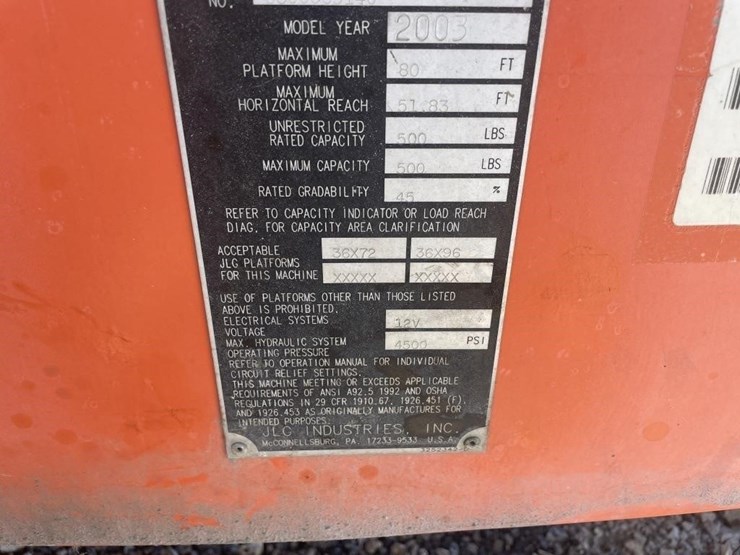 NO.
MODEL YEAR 2003
MAXIMUM
PLATFORM HEIGHT 80 FT
MAXIMUM
HORIZONTAL REACH 51.83 FT
UNRESTRICTED
RATED CAPACITY 500 LBS
MAXIMUM CAPACITY 500 LBS
RATED GRADABILITY 45 %
REFER TO CAPACITY INDICATOR OR LOAD REACH
DIAG. FOR CAPACITY AREA CLARIFICATION
ACCEPTABLE 36X72 36X96
JLG PLATFORMS
FOR THIS MACHINE XXXXX XXXXX
USE OF PLATFORMS OTHER THAN THOSE LISTED
ABOVE IS PROHIBITED.
ELECTRICAL SYSTEMS 12V
VOLTAGE
MAX. HYDRAULIC SYSTEM 4500 PSI
OPERATING PRESSURE
REFER TO OPERATION MANUAL FOR INDIVIDUAL
CIRCUIT RELIEF SETTINGS.
THIS MACHINE MEETING OR EXCEEDS APPLICABLE
REQUIREMENTS OF ANSI A92.5 1992 AND OSHA
REGULATIONS IN 29 CFR 1910.67, 1926.451 (F),
AND 1926.453 AS ORIGINALLY MANUFACTURES FOR
INTENDED PURPOSES.
JLG INDUSTRIES, INC.
McCONNELLSBURG, PA. 17233-9533 U.S.A.